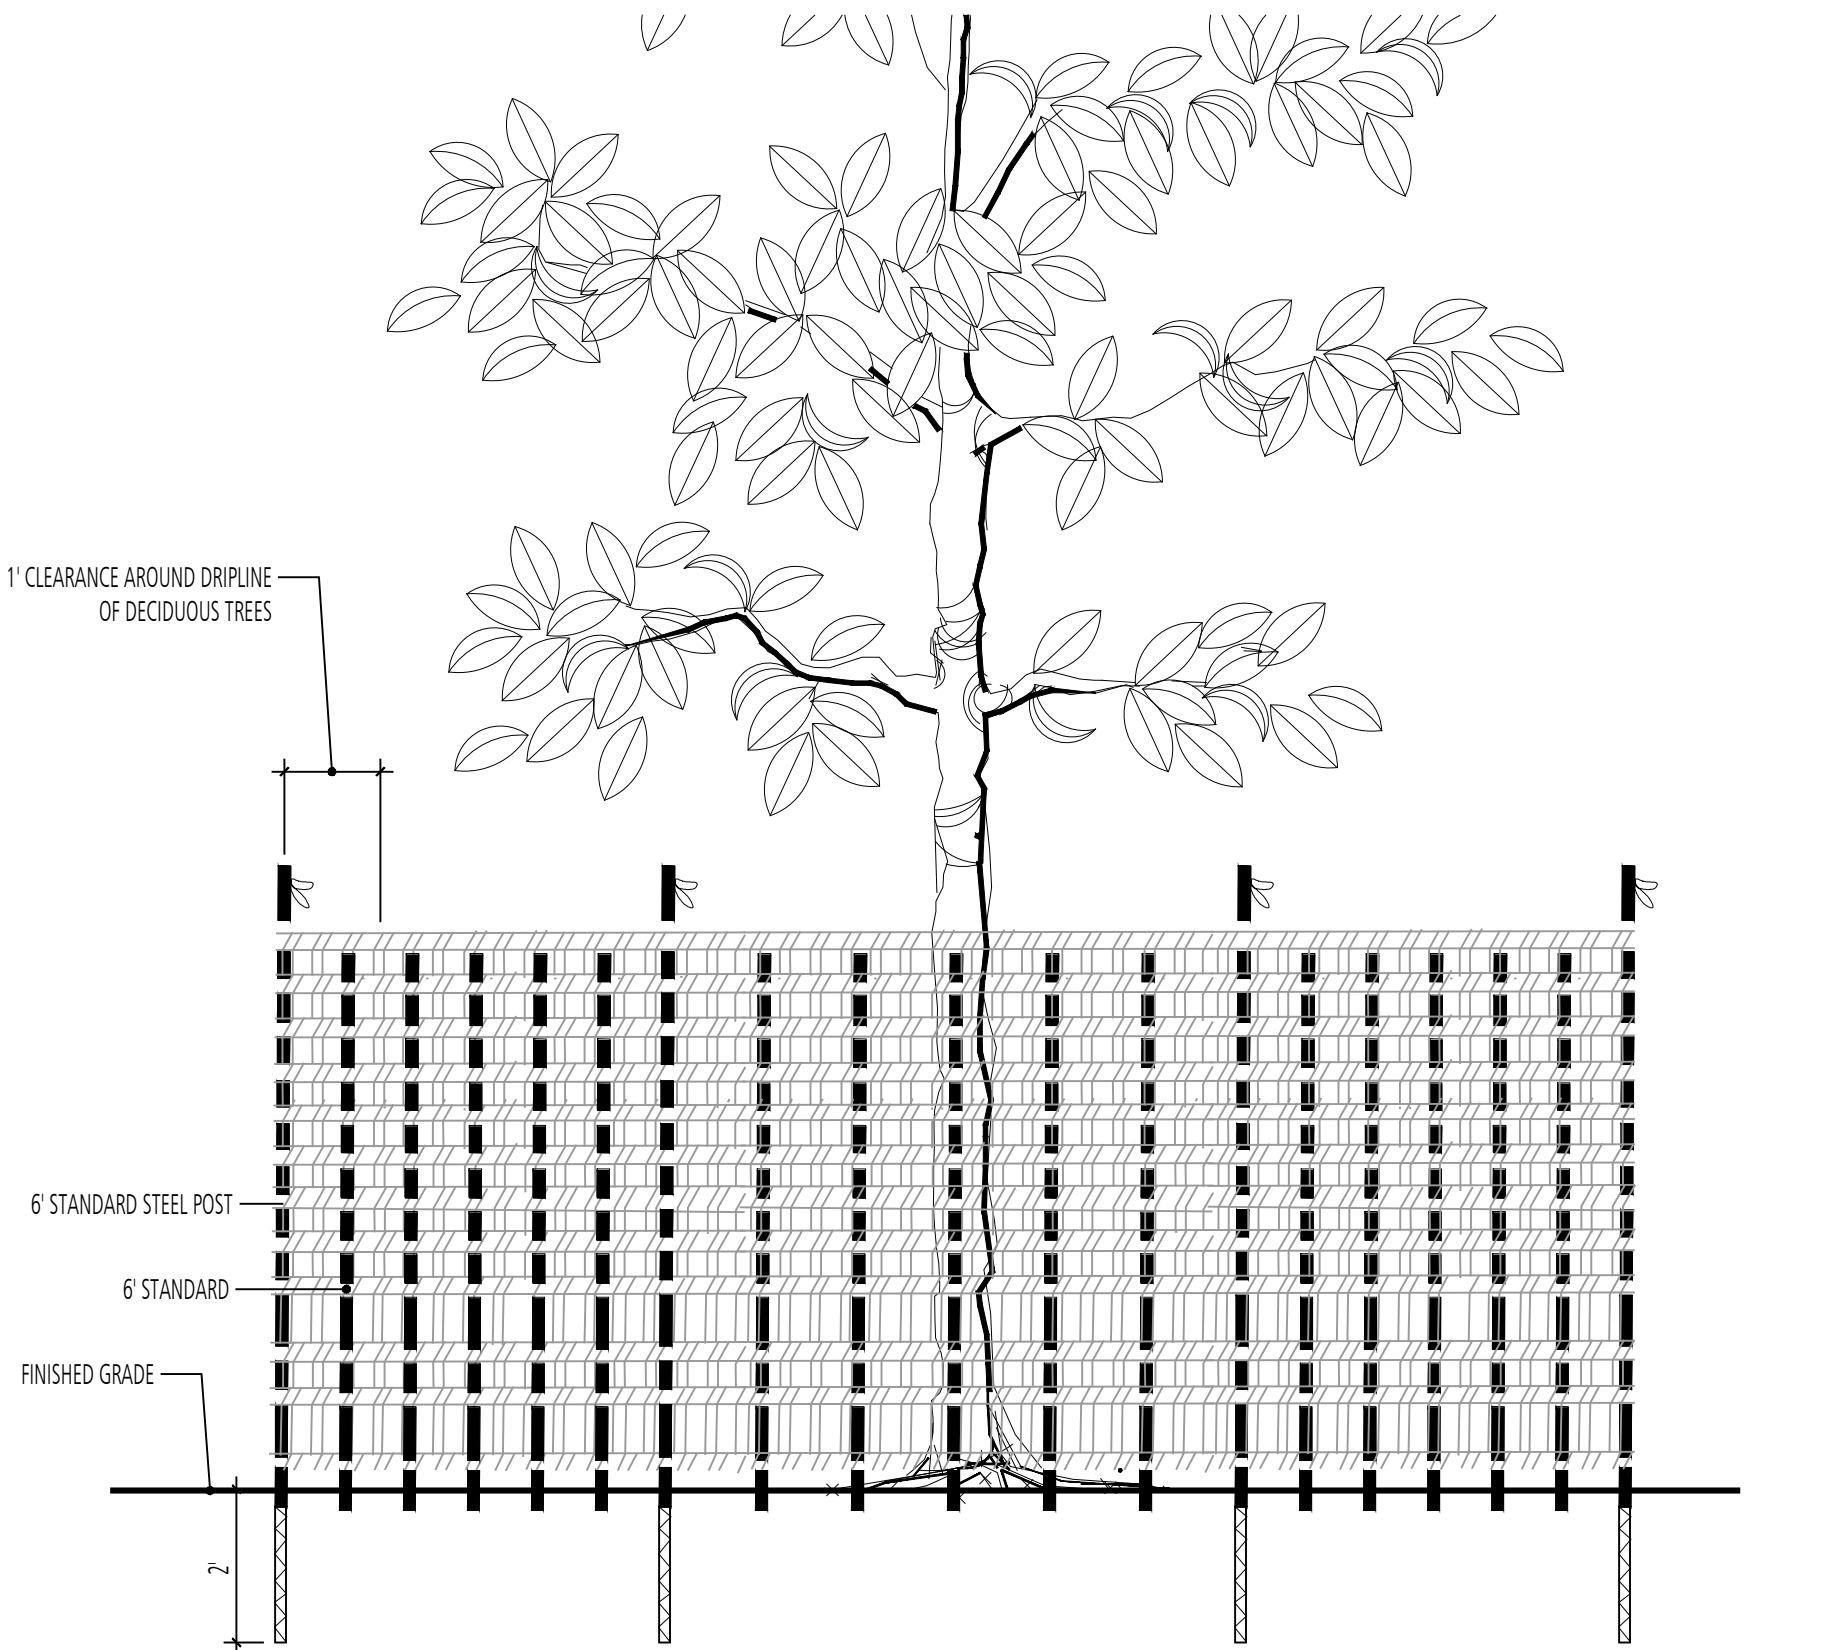 1' CLEARANCE AROUND DRIPLINE
OF DECIDUOUS TREES
6' STANDARD STEEL POST
6' STANDARD
FINISHED GRADE
2'